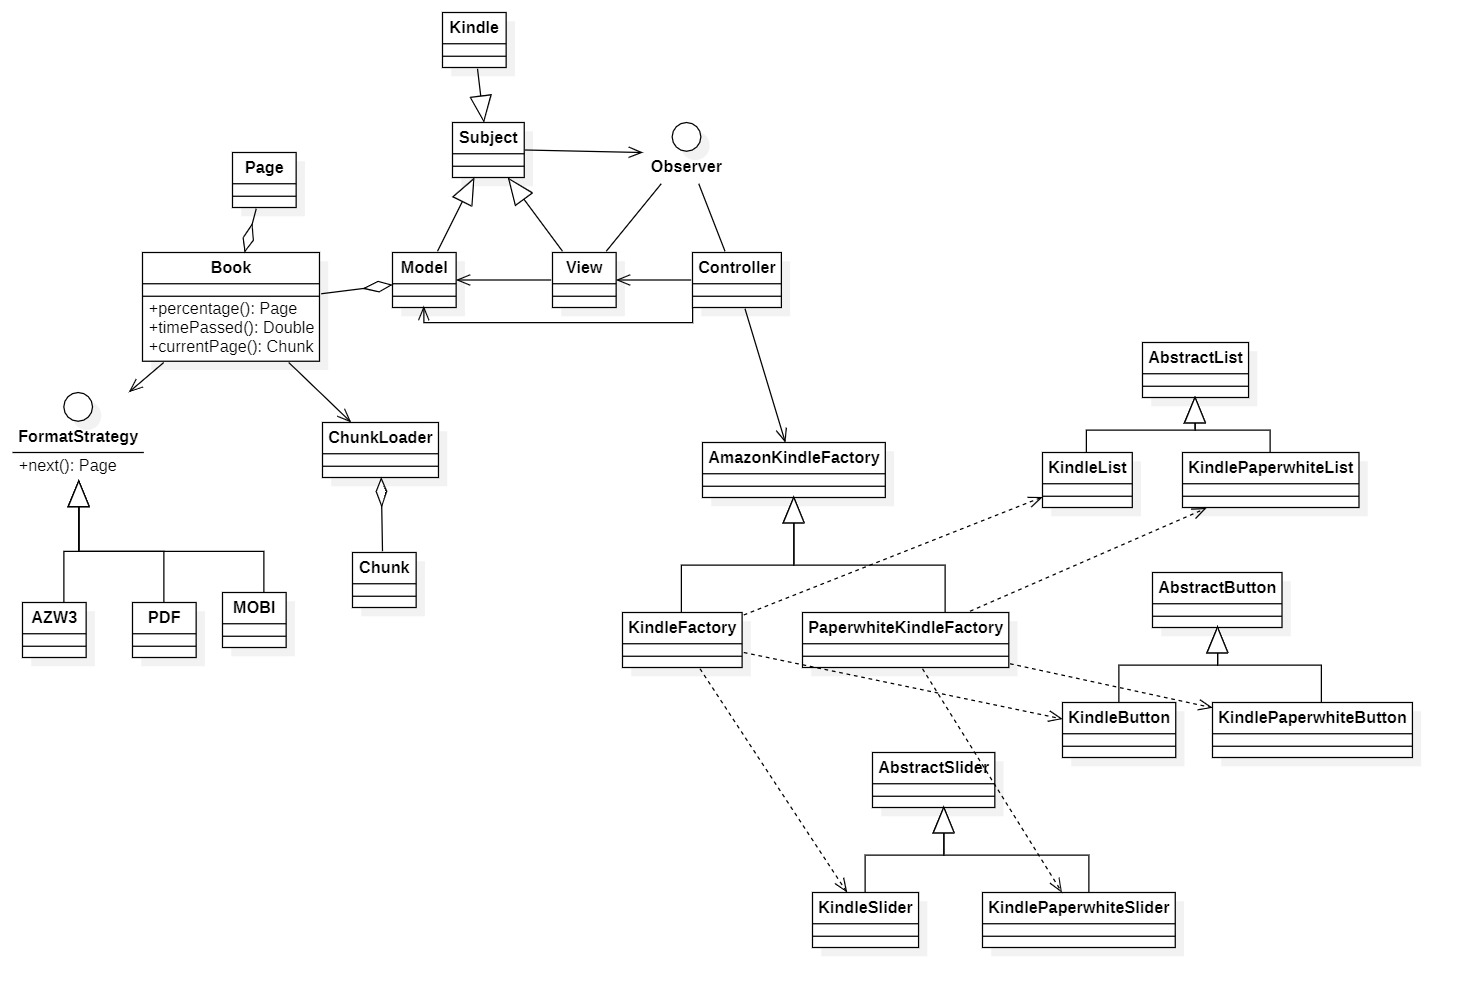 Kindle
Subject
Observer
Page
Book
+percentage(): Page
+timePassed(): Double
+currentPage(): Chunk
Model
View
Controller
FormatStrategy
+next(): Page
ChunkLoader
AmazonKindleFactory
AbstractList
KindleList
KindlePaperwhiteList
Chunk
AZW3
PDF
MOBI
KindleFactory
PaperwhiteKindleFactory
AbstractButton
KindleButton
KindlePaperwhiteButton
AbstractSlider
KindleSlider
KindlePaperwhiteSlider